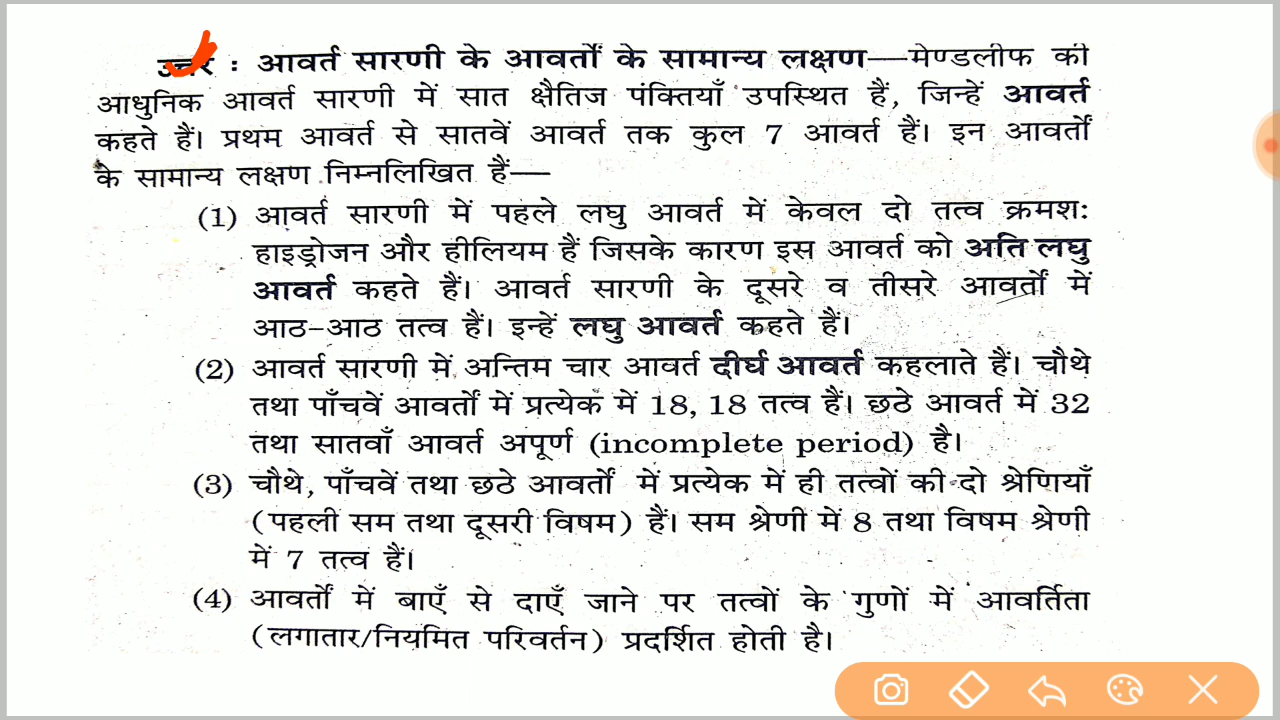 उत्तर : आवर्त सारणी के आवर्तों के सामान्य लक्षण—मेण्डलीफ की
आधुनिक आवर्त सारणी में सात क्षैतिज पंक्तियाँ उपस्थित हैं, जिन्हें आवर्त
कहते हैं। प्रथम आवर्त से सातवें आवर्त तक कुल 7 आवर्त हैं। इन आवर्तों
के सामान्य लक्षण निम्नलिखित हैं—
(1) आवर्त सारणी में पहले लघु आवर्त में केवल दो तत्व क्रमश:
हाइड्रोजन और हीलियम हैं जिसके कारण इस आवर्त को अति लघु
आवर्त कहते हैं। आवर्त सारणी के दूसरे व तीसरे आवर्तों में
आठ-आठ तत्व हैं। इन्हें लघु आवर्त कहते हैं।
(2) आवर्त सारणी में अन्तिम चार आवर्त दीर्घ आवर्त कहलाते हैं। चौथे
तथा पाँचवें आवर्तों में प्रत्येक में 18, 18 तत्व हैं। छठे आवर्त में 32
तथा सातवाँ आवर्त अपूर्ण (incomplete period) है।
(3) चौथे, पाँचवें तथा छठे आवर्तों में प्रत्येक में ही तत्वों की दो श्रेणियाँ
(पहली सम तथा दूसरी विषम) हैं। सम श्रेणी में 8 तथा विषम श्रेणी
में 7 तत्व हैं।
(4) आवर्तों में बाएँ से दाएँ जाने पर तत्वों के गुणों में आवर्तिता
(लगातार/नियमित परिवर्तन) प्रदर्शित होती है।